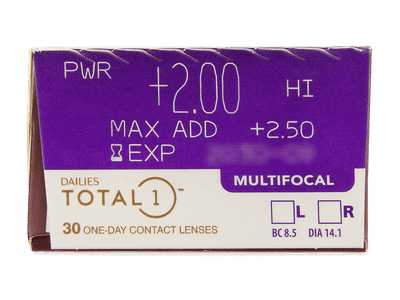 PWR +2.00 HI
MAX ADD +2.50
EXP
DAILIES
TOTAL 1™
MULTIFOCAL
30 ONE-DAY CONTACT LENSES
L R
BC 8.5 DIA 14.1